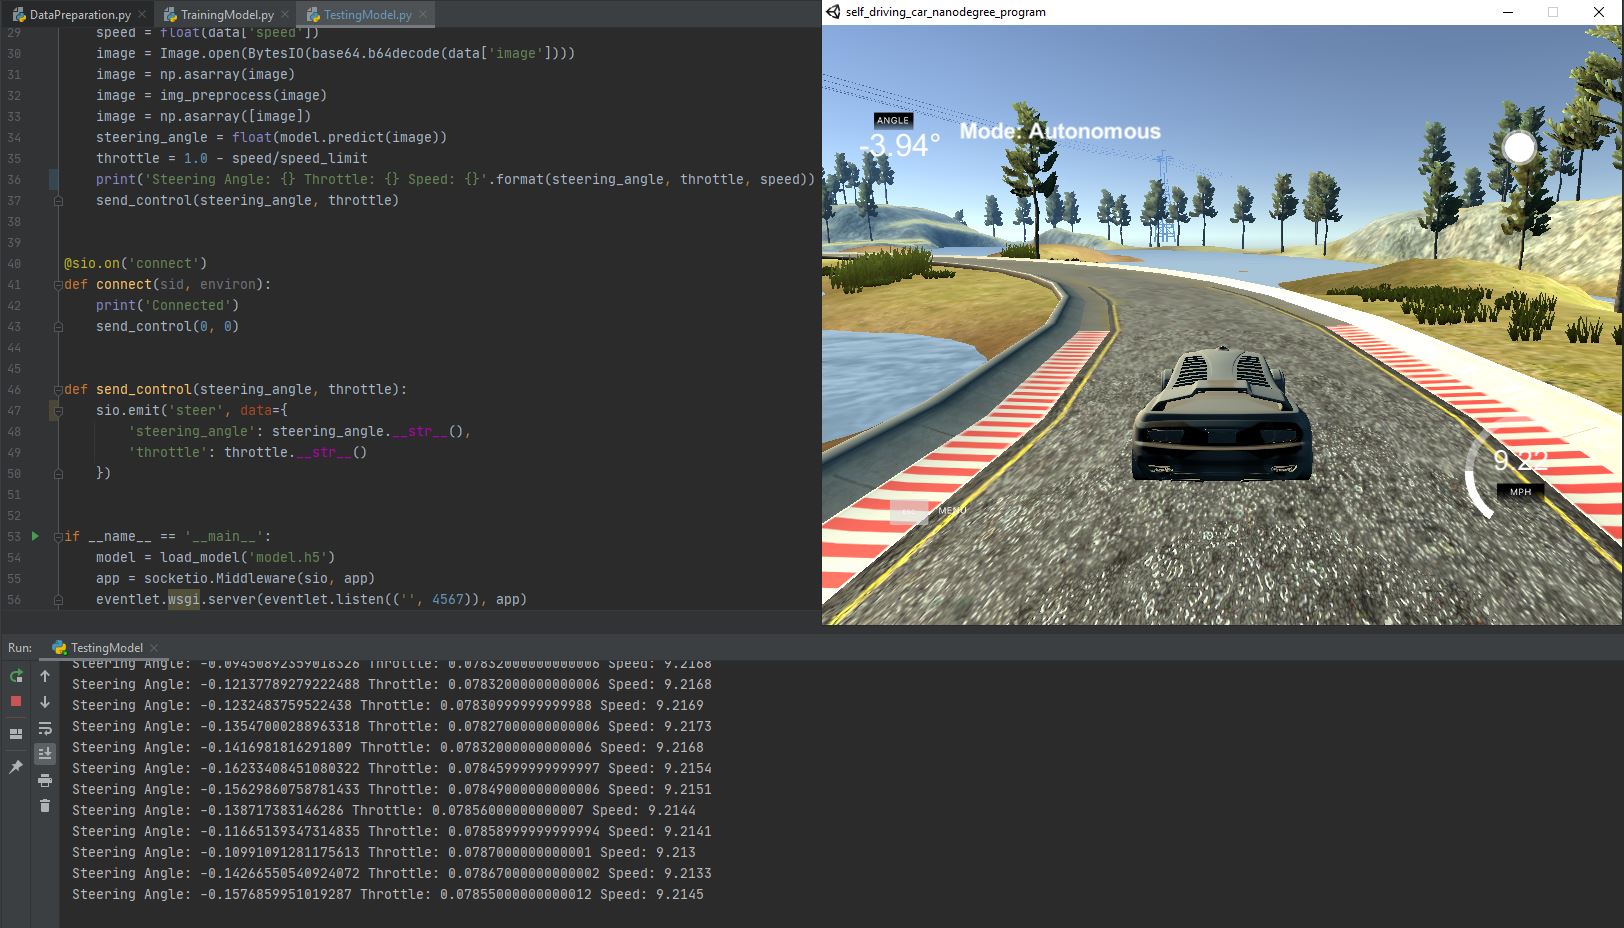 DataPreparation.py
TrainingModel.py
TestingModel.py
self_driving_car_nanodegree_program
29 speed = float(data['speed'])
30 image = Image.open(BytesIO(base64.b64decode(data['image'])))
31 image = np.asarray(image)
32 image = img_preprocess(image)
33 image = np.asarray([image])
34 steering_angle = float(model.predict(image))
35 throttle = 1.0 - speed/speed_limit
36 print('Steering Angle: {} Throttle: {} Speed: {}'.format(steering_angle, throttle, speed))
37 send_control(steering_angle, throttle)
38
39
40 @sio.on('connect')
41 def connect(sid, environ):
42 print('Connected')
43 send_control(0, 0)
44
45
46 def send_control(steering_angle, throttle):
47 sio.emit('steer', data={
48 'steering_angle': steering_angle.__str__(),
49 'throttle': throttle.__str__()
50 })
51
52
53 if __name__ == '__main__':
54 model = load_model('model.h5')
55 app = socketio.Middleware(sio, app)
56 eventlet.wsgi.server(eventlet.listen(('', 4567)), app)
ANGLE
-3.94°
Mode: Autonomous
9.22
MPH
ESC
MENU
Run:
TestingModel
Steering Angle: -0.094508923590018326 Throttle: 0.07832000000000006 Speed: 9.2168
Steering Angle: -0.12137789279222488 Throttle: 0.07832000000000006 Speed: 9.2168
Steering Angle: -0.1232483759522438 Throttle: 0.07830999999999988 Speed: 9.2169
Steering Angle: -0.13547000288963318 Throttle: 0.07827000000000006 Speed: 9.2173
Steering Angle: -0.1416981816291809 Throttle: 0.07832000000000006 Speed: 9.2168
Steering Angle: -0.16233408451080322 Throttle: 0.07845999999999997 Speed: 9.2154
Steering Angle: -0.15629860758781433 Throttle: 0.07849000000000006 Speed: 9.2151
Steering Angle: -0.138717383146286 Throttle: 0.07856000000000007 Speed: 9.2144
Steering Angle: -0.11665139347314835 Throttle: 0.07858999999999994 Speed: 9.2141
Steering Angle: -0.10991091281175613 Throttle: 0.0787000000000001 Speed: 9.213
Steering Angle: -0.14266550540924072 Throttle: 0.07867000000000002 Speed: 9.2133
Steering Angle: -0.1576859951019287 Throttle: 0.07855000000000012 Speed: 9.2145